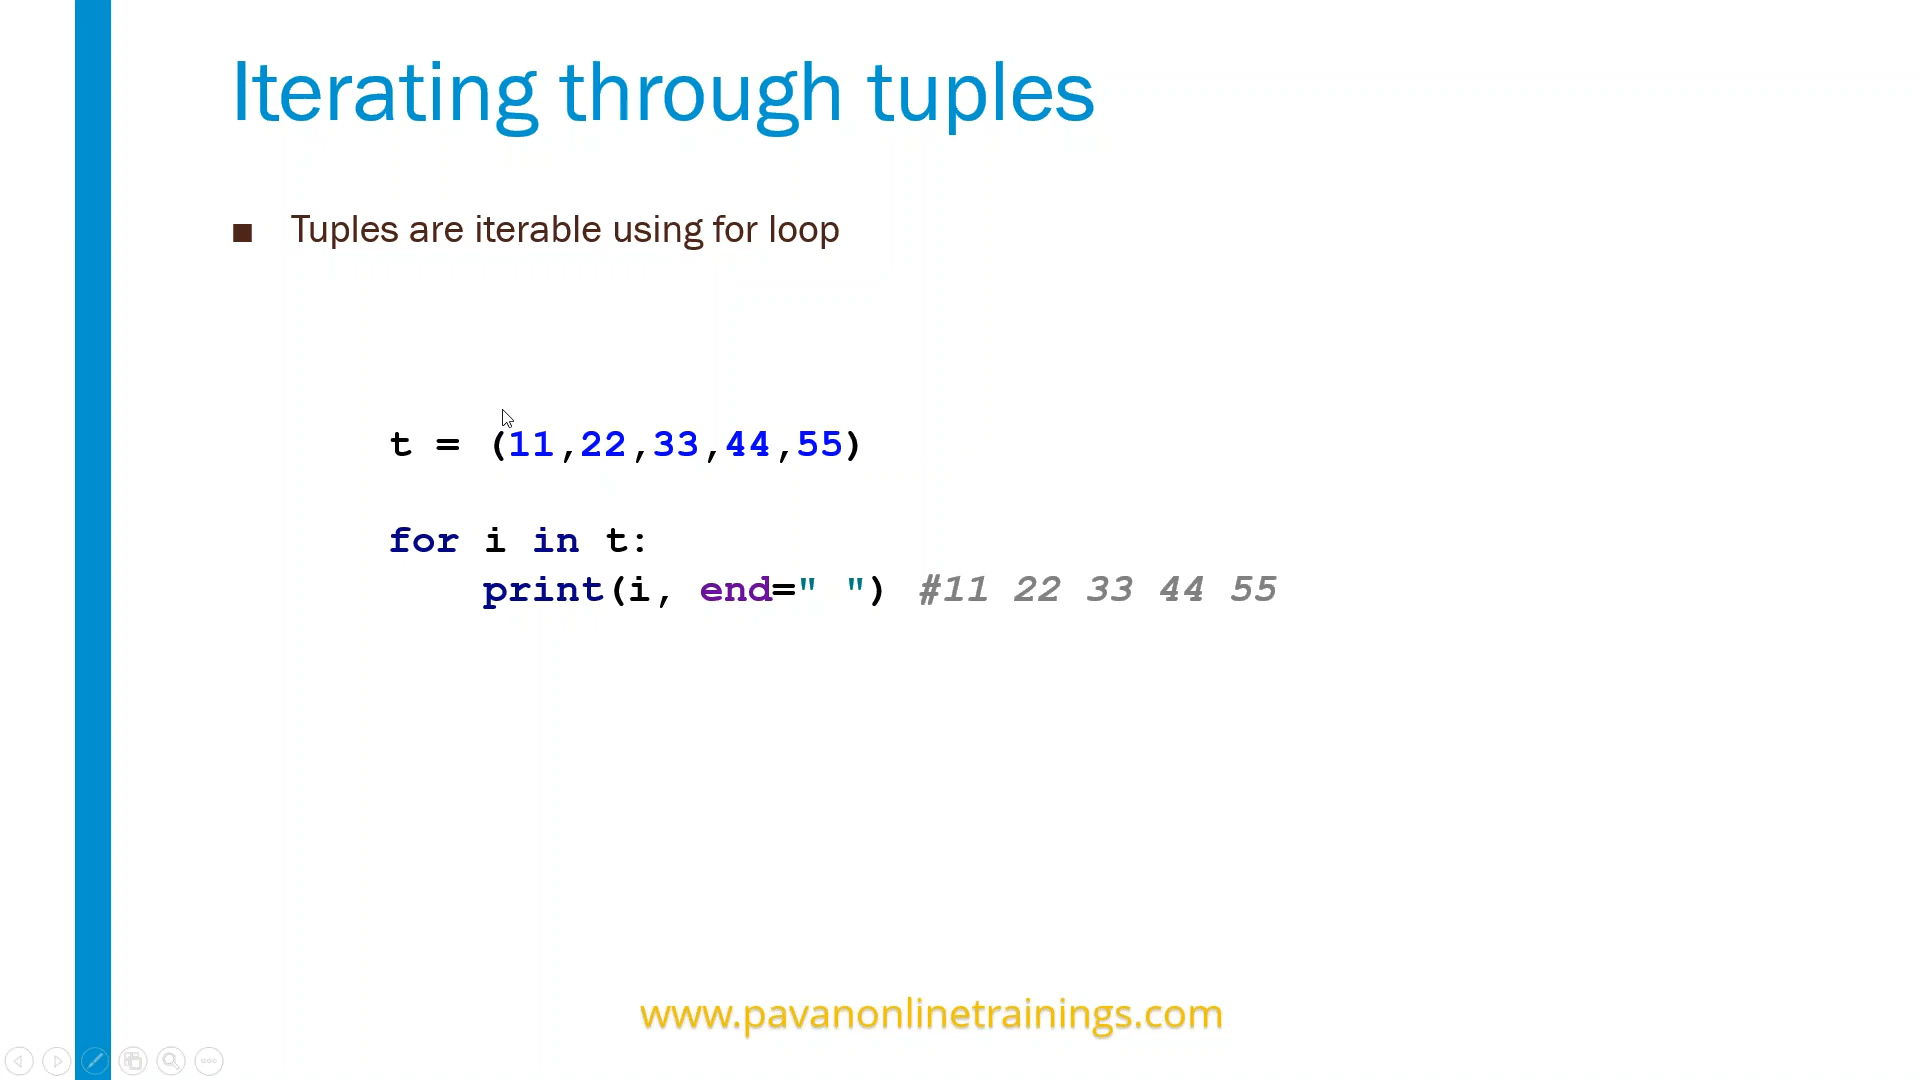 Iterating through tuples
■ Tuples are iterable using for loop
t = (11,22,33,44,55)
for i in t:
    print(i, end=" ") #11 22 33 44 55
www.pavanonlinetrainings.com